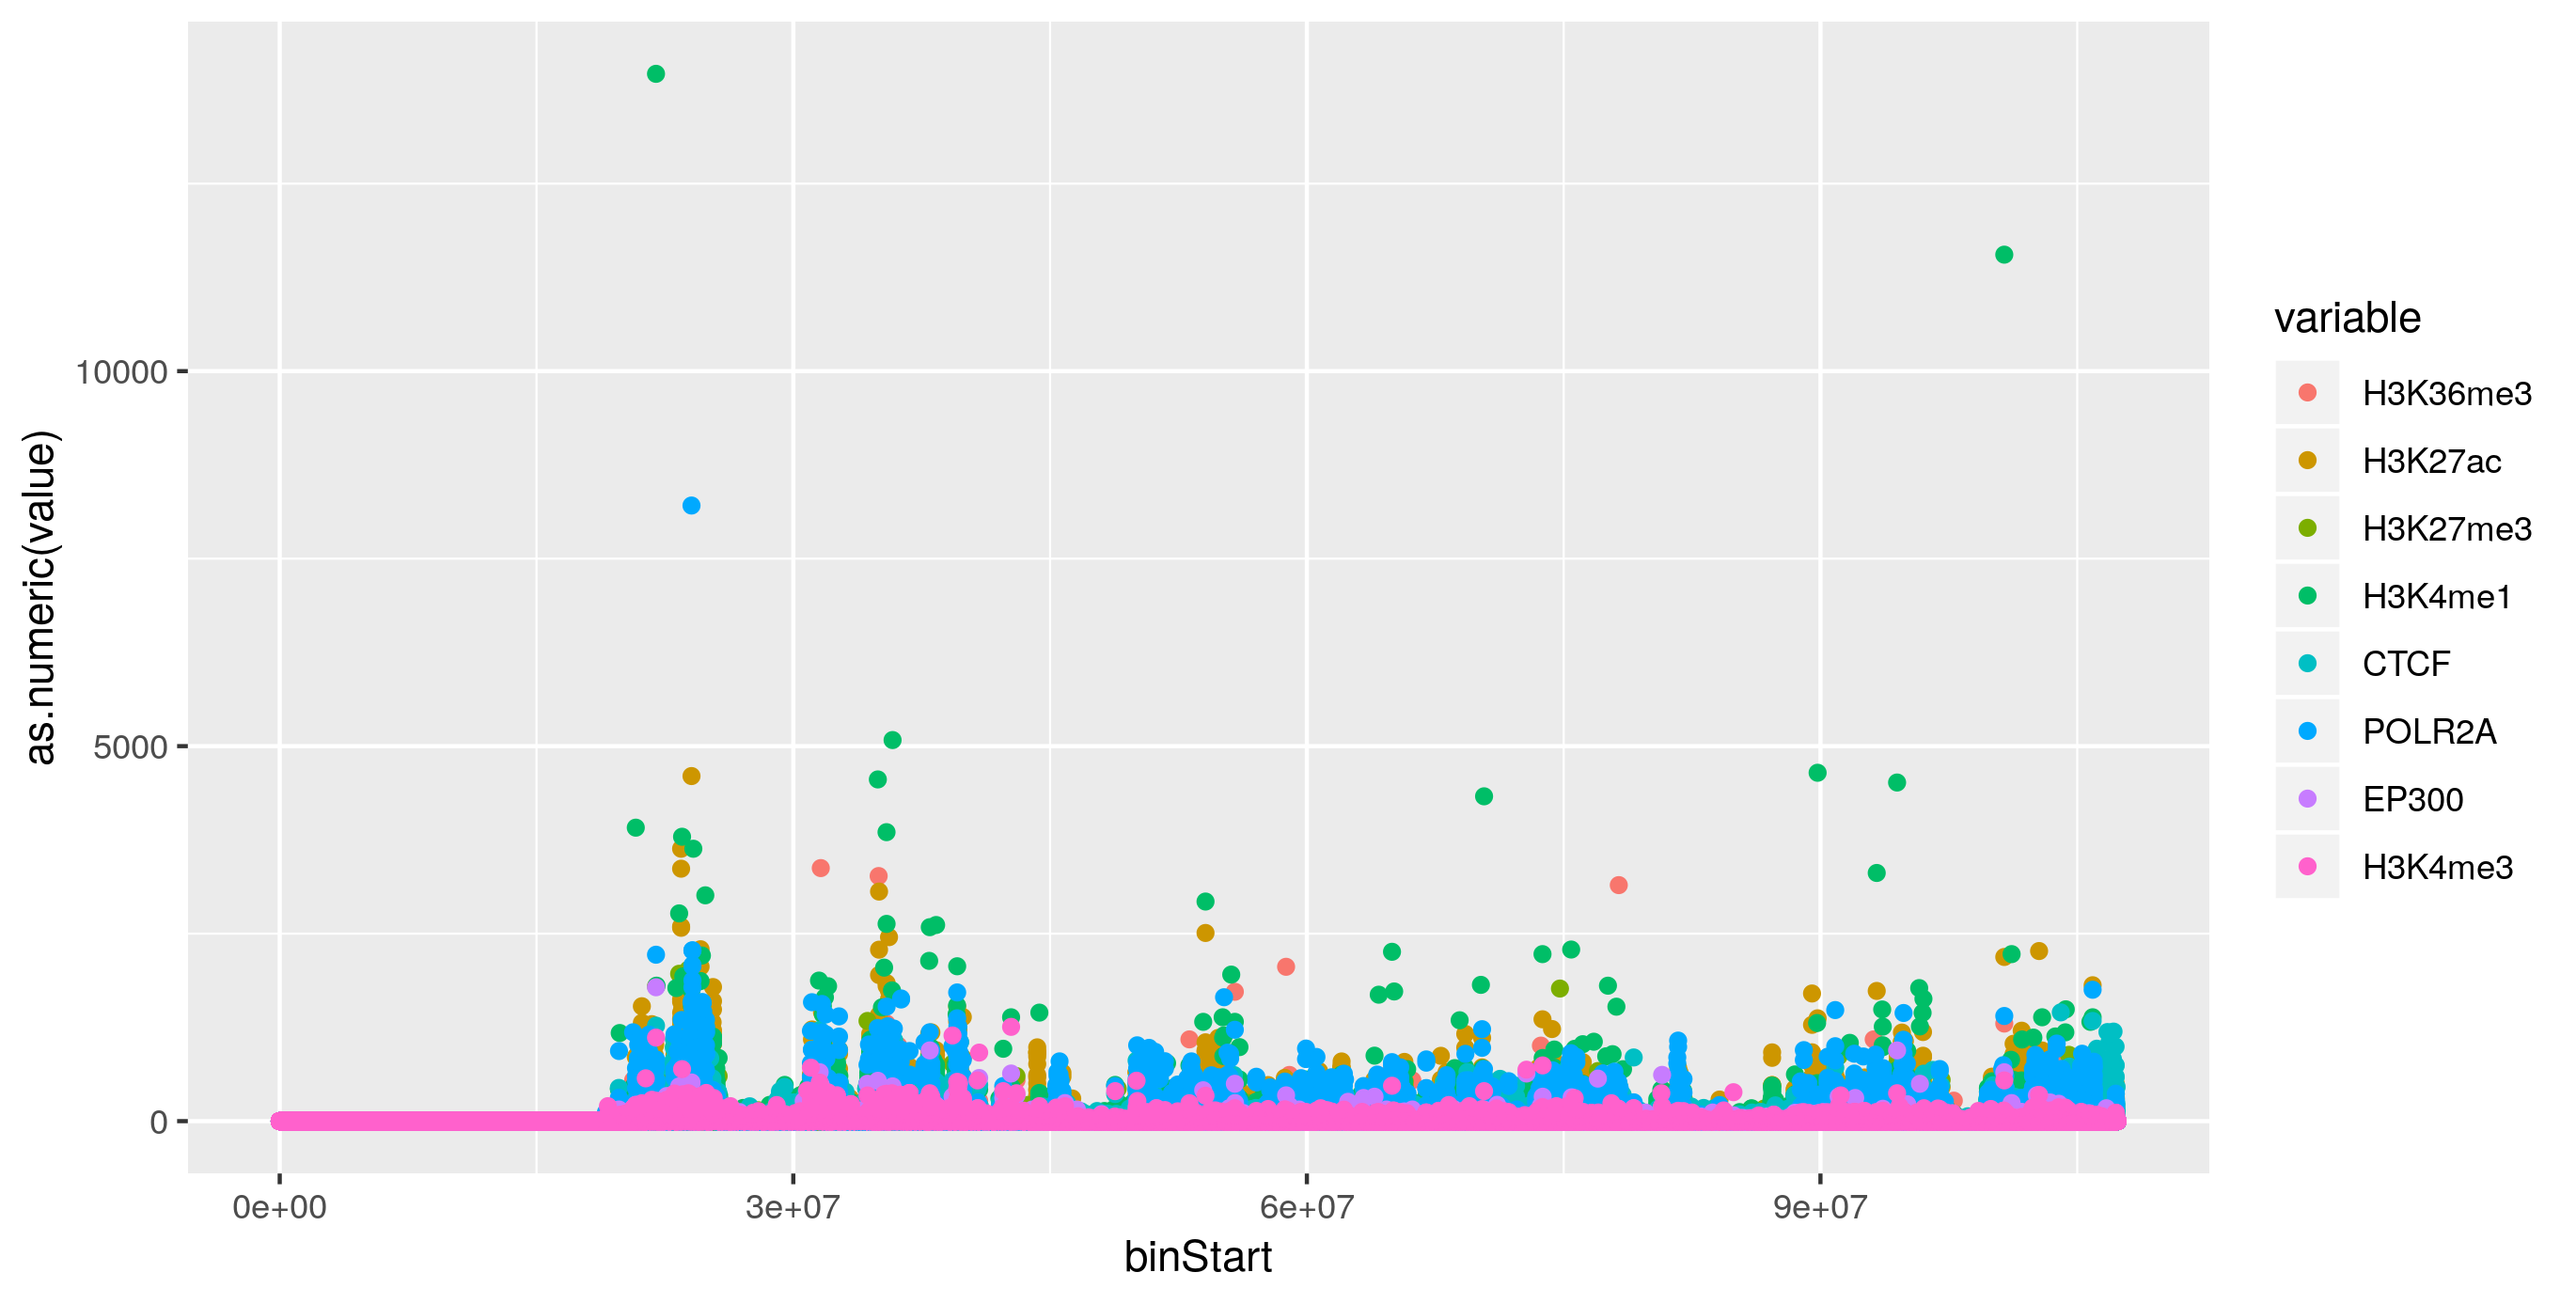 as.numeric(value)
10000
5000
0
0e+00
3e+07
6e+07
9e+07
binStart
variable
H3K36me3
H3K27ac
H3K27me3
H3K4me1
CTCF
POLR2A
EP300
H3K4me3